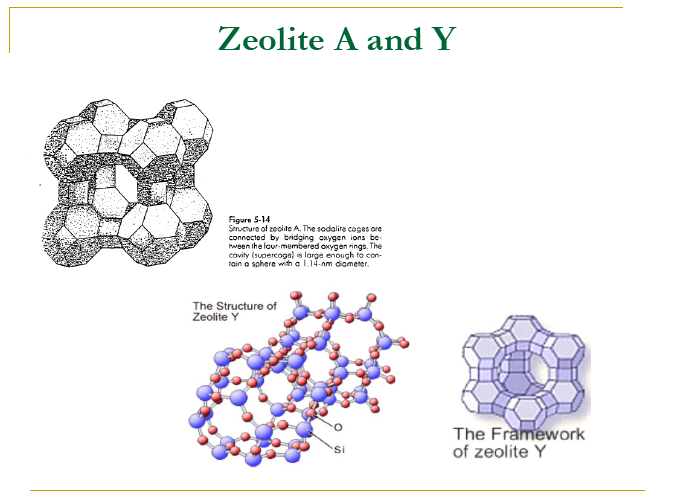 Zeolite A and Y
Figure 5-14
Structure of zeolite A. The sodalite cages are
connected by bridging oxygen ions be-
tween the four-membered oxygen rings. The
cavity (supercage) is large enough to con-
tain a sphere with a 1.14-nm diameter.
The Structure of
Zeolite Y
O
Si
The Framework
of zeolite Y